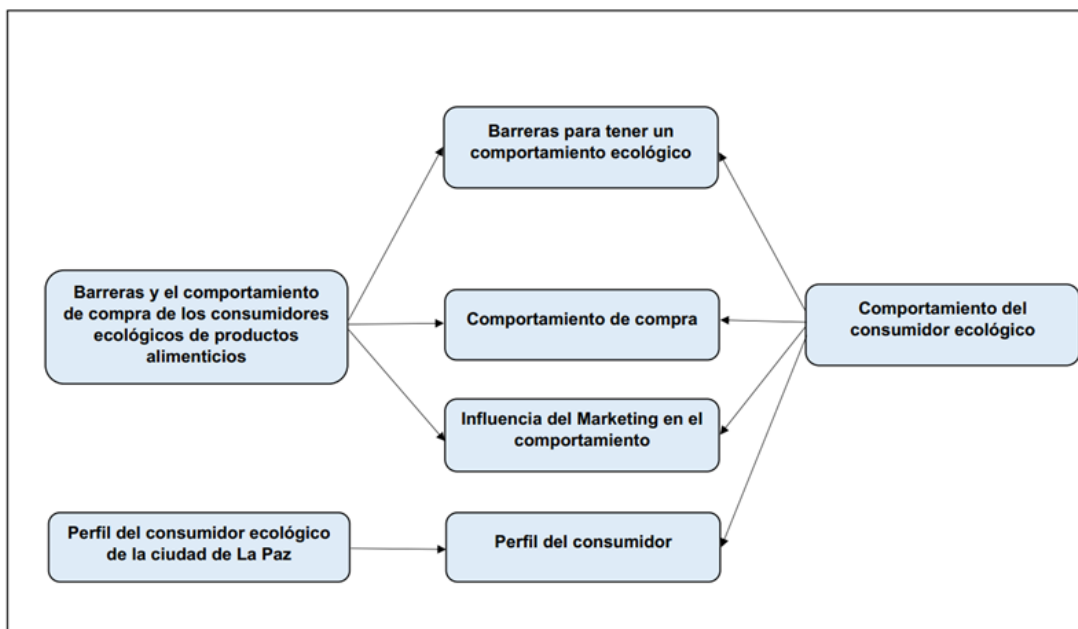 Barreras para tener un
comportamiento ecológico
Barreras y el comportamiento
de compra de los consumidores
ecológicos de productos
alimenticios
Comportamiento de compra
Comportamiento del
consumidor ecológico
Influencia del Marketing en el
comportamiento
Perfil del consumidor ecológico
de la ciudad de La Paz
Perfil del consumidor